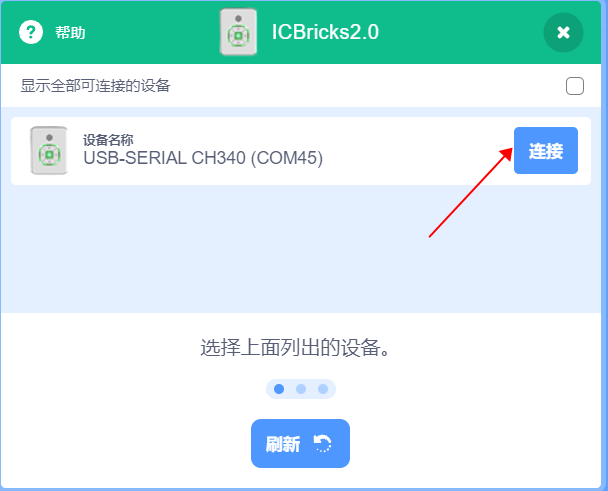 ? 帮助
ICBricks2.0
显示全部可连接的设备
设备名称
USB-SERIAL CH340 (COM45)
连接
选择上面列出的设备。
刷新